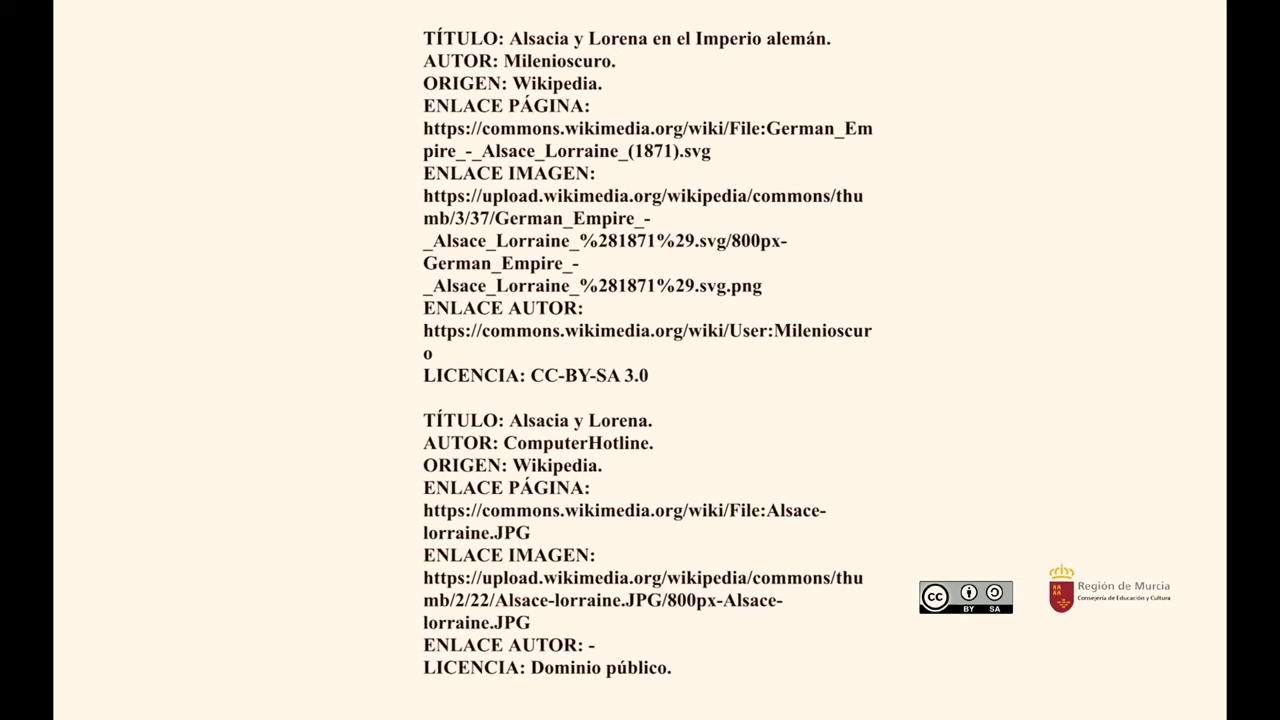 TÍTULO: Alsacia y Lorena en el Imperio alemán.
AUTOR: Milenioscuro.
ORIGEN: Wikipedia.
ENLACE PÁGINA:
https://commons.wikimedia.org/wiki/File:German_Em
pire_-_Alsace_Lorraine_(1871).svg
ENLACE IMAGEN:
https://upload.wikimedia.org/wikipedia/commons/thu
mb/3/37/German_Empire_-
_Alsace_Lorraine_%281871%29.svg/800px-
German_Empire_-
_Alsace_Lorraine_%281871%29.svg.png
ENLACE AUTOR:
https://commons.wikimedia.org/wiki/User:Milenioscur
o
LICENCIA: CC-BY-SA 3.0
TÍTULO: Alsacia y Lorena.
AUTOR: ComputerHotline.
ORIGEN: Wikipedia.
ENLACE PÁGINA:
https://commons.wikimedia.org/wiki/File:Alsace-
lorraine.JPG
ENLACE IMAGEN:
https://upload.wikimedia.org/wikipedia/commons/thu
mb/2/22/Alsace-lorraine.JPG/800px-Alsace-
lorraine.JPG
ENLACE AUTOR: -
LICENCIA: Dominio público.
cc
BY SA
Región de Murcia
Consejería de Educación y Cultura